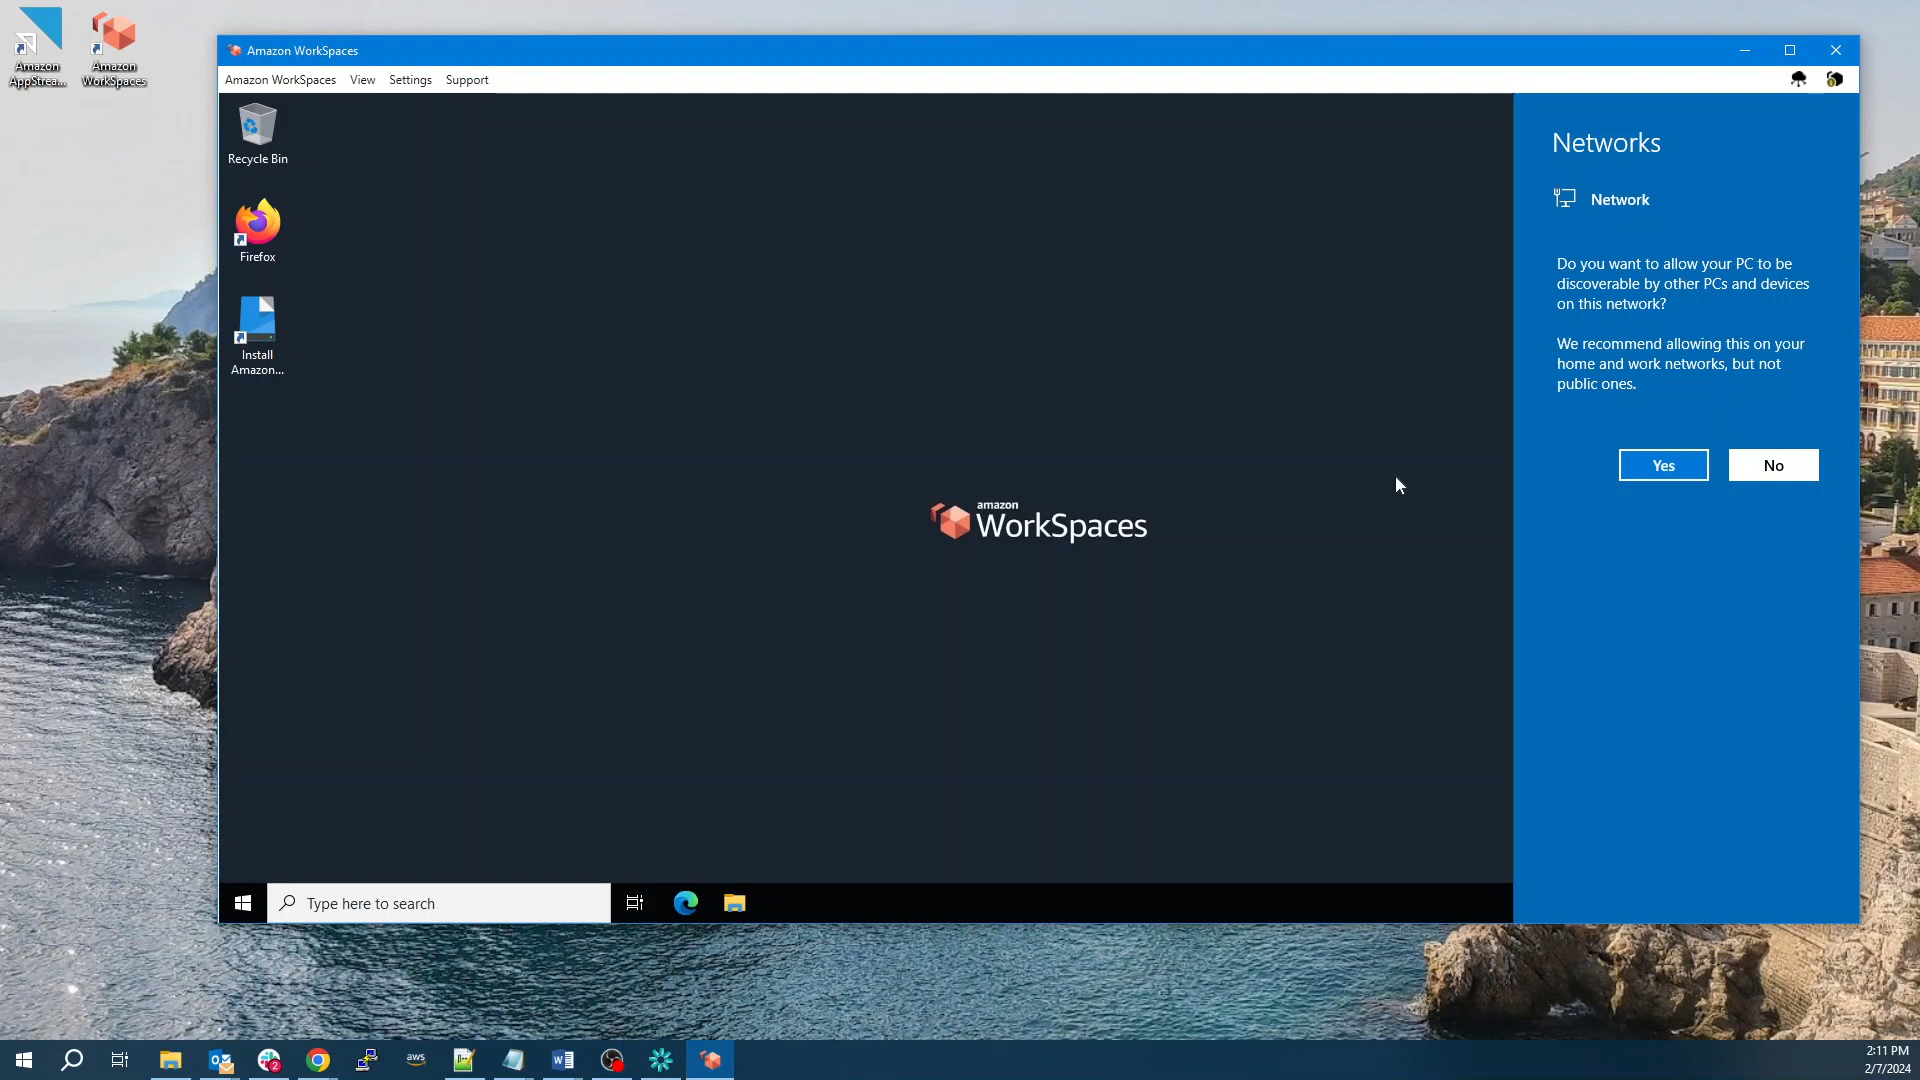 Amazon
AppStrea...
Amazon
WorkSpaces
Amazon WorkSpaces
Amazon WorkSpaces View Settings Support
Recycle Bin
Firefox
Install
Amazon...
amazon
WorkSpaces
Networks
Network
Do you want to allow your PC to be
discoverable by other PCs and devices
on this network?
We recommend allowing this on your
home and work networks, but not
public ones.
Yes No
Type here to search
aws
2
2:11 PM
2/7/2024